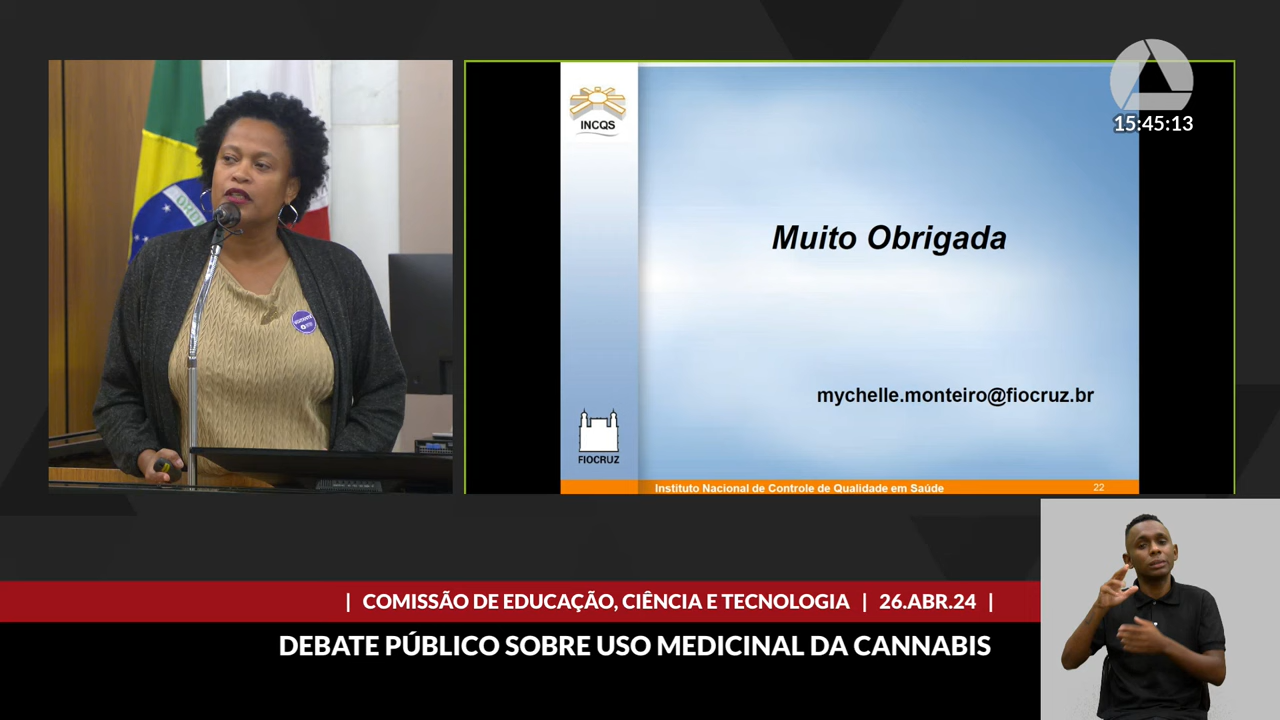 15:45:13
INCQS
Muito Obrigada
mychelle.monteiro@fiocruz.br
FIOCRUZ
Instituto Nacional de Controle de Qualidade em Saúde
22
| COMISSÃO DE EDUCAÇÃO, CIÊNCIA E TECNOLOGIA | 26.ABR.24 |
DEBATE PÚBLICO SOBRE USO MEDICINAL DA CANNABIS